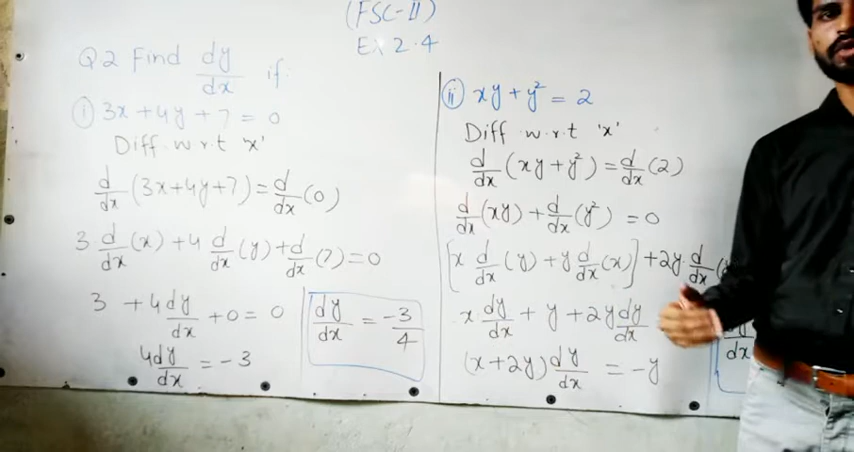 (FSC-II)
Ex 2.4
Q2 Find dy/dx if
(i) 3x + 4y + 7 = 0
Diff w.r.t 'x'
d/dx (3x+4y+7) = d/dx (0)
3 d/dx (x) + 4 d/dx (y) + d/dx (7) = 0
3 + 4 dy/dx + 0 = 0
4dy/dx = -3
dy/dx = -3/4
(ii) xy + y² = 2
Diff w.r.t 'x'
d/dx (xy + y²) = d/dx (2)
d/dx (xy) + d/dx (y²) = 0
[x d/dx (y) + y d/dx (x)] + 2y d/dx (
x dy/dx + y + 2y dy/dx
(x + 2y) dy/dx = -y
dx